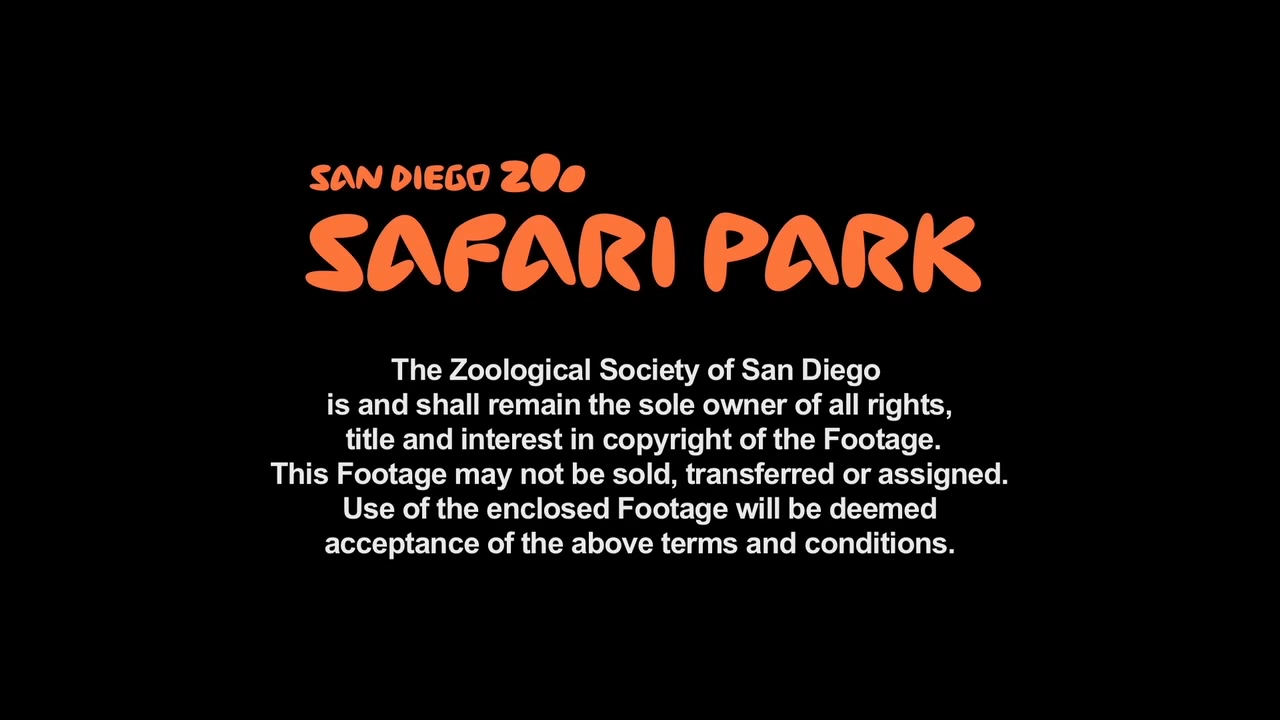 SAN DIEGO ZOO
SAFARI PARK
The Zoological Society of San Diego
is and shall remain the sole owner of all rights,
title and interest in copyright of the Footage.
This Footage may not be sold, transferred or assigned.
Use of the enclosed Footage will be deemed
acceptance of the above terms and conditions.